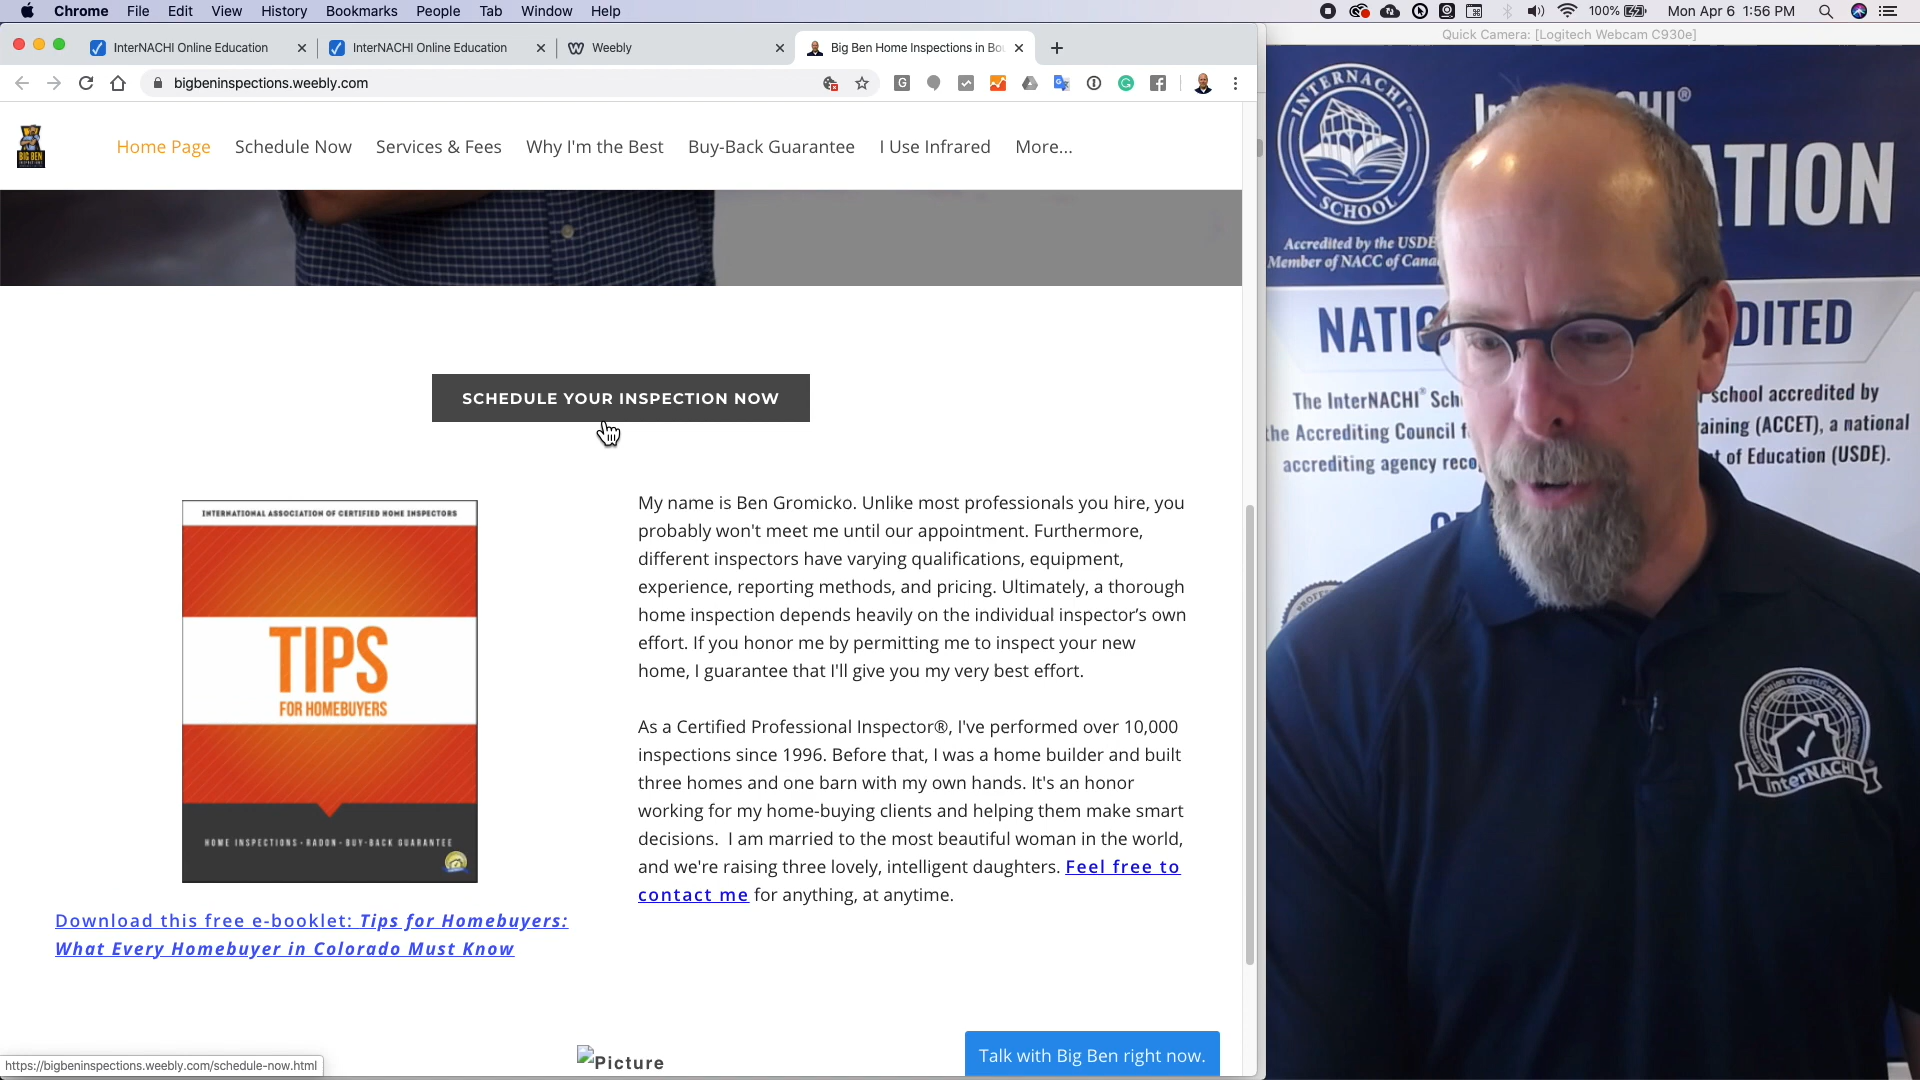 Chrome File Edit View History Bookmarks People Tab Window Help
100% Mon Apr 6 1:56 PM
Quick Camera: [Logitech Webcam C930e]
InterNACHI Online Education InterNACHI Online Education Weebly Big Ben Home Inspections in Bou
bigbeninspections.weebly.com
BIG BEN
Home Page Schedule Now Services & Fees Why I'm the Best Buy-Back Guarantee I Use Infrared More...
SCHEDULE YOUR INSPECTION NOW
INTERNATIONAL ASSOCIATION OF CERTIFIED HOME INSPECTORS
TIPS
FOR HOMEBUYERS
HOME INSPECTIONS • RADON • BUY-BACK GUARANTEE
Download this free e-booklet: Tips for Homebuyers:
What Every Homebuyer in Colorado Must Know
My name is Ben Gromicko. Unlike most professionals you hire, you
probably won't meet me until our appointment. Furthermore,
different inspectors have varying qualifications, equipment,
experience, reporting methods, and pricing. Ultimately, a thorough
home inspection depends heavily on the individual inspector’s own
effort. If you honor me by permitting me to inspect your new
home, I guarantee that I'll give you my very best effort.
As a Certified Professional Inspector®, I've performed over 10,000
inspections since 1996. Before that, I was a home builder and built
three homes and one barn with my own hands. It's an honor
working for my home-buying clients and helping them make smart
decisions. I am married to the most beautiful woman in the world,
and we're raising three lovely, intelligent daughters. Feel free to
contact me for anything, at anytime.
Picture
Talk with Big Ben right now.
https://bigbeninspections.weebly.com/schedule-now.html
INTERNACHI
SCHOOL
Accredited by the USDE
Member of NACC of Cana
InterNACHI®
ATION
NATIO DITED
The InterNACHI® Sch school accredited by
the Accrediting Council f aining (ACCET), a national
accrediting agency reco t of Education (USDE).
International Association of Certified Home Inspectors
InterNACHI